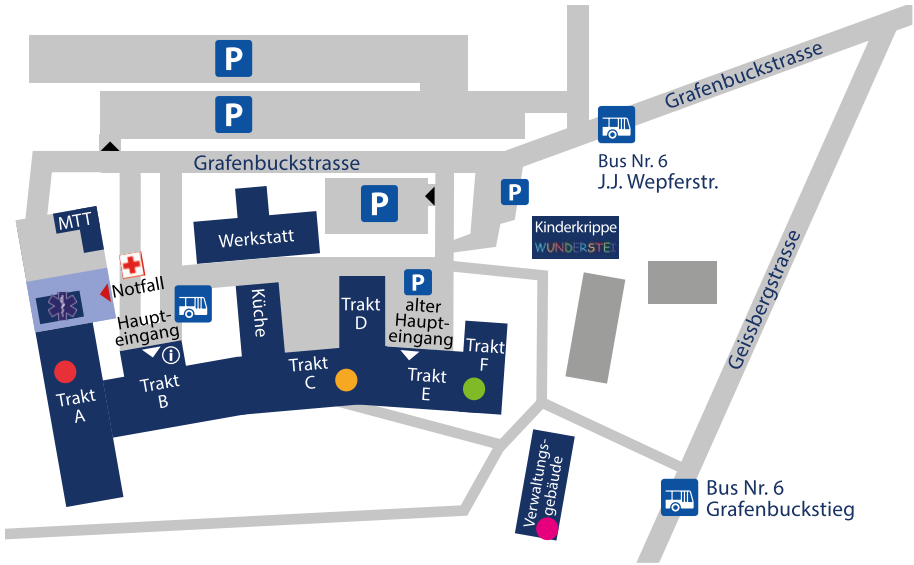 P
P
Grafenbuckstrasse
Grafenbuckstrasse
Bus Nr. 6
J.J. Wepferstr.
P
P
MTT
Werkstatt
Kinderkrippe
WUNDERSTEI
Notfall
Haupt-
eingang
i
Küche
Trakt
D
P
alter
Haupt-
eingang
Trakt
F
Geissbergstrasse
Trakt
A
Trakt
B
Trakt
C
Trakt
E
Verwaltungs-
gebäude
Bus Nr. 6
Grafenbuckstieg